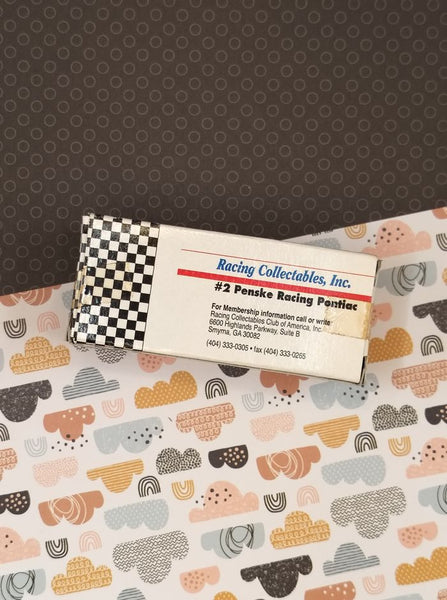 Racing Collectables, Inc.
#2 Penske Racing Pontiac
For Membership information call or write
Racing Collectables Club of America, Inc.
6600 Highlands Parkway, Suite B
Smyrna, GA 30082
(404) 333-0305 • fax (404) 333-0265